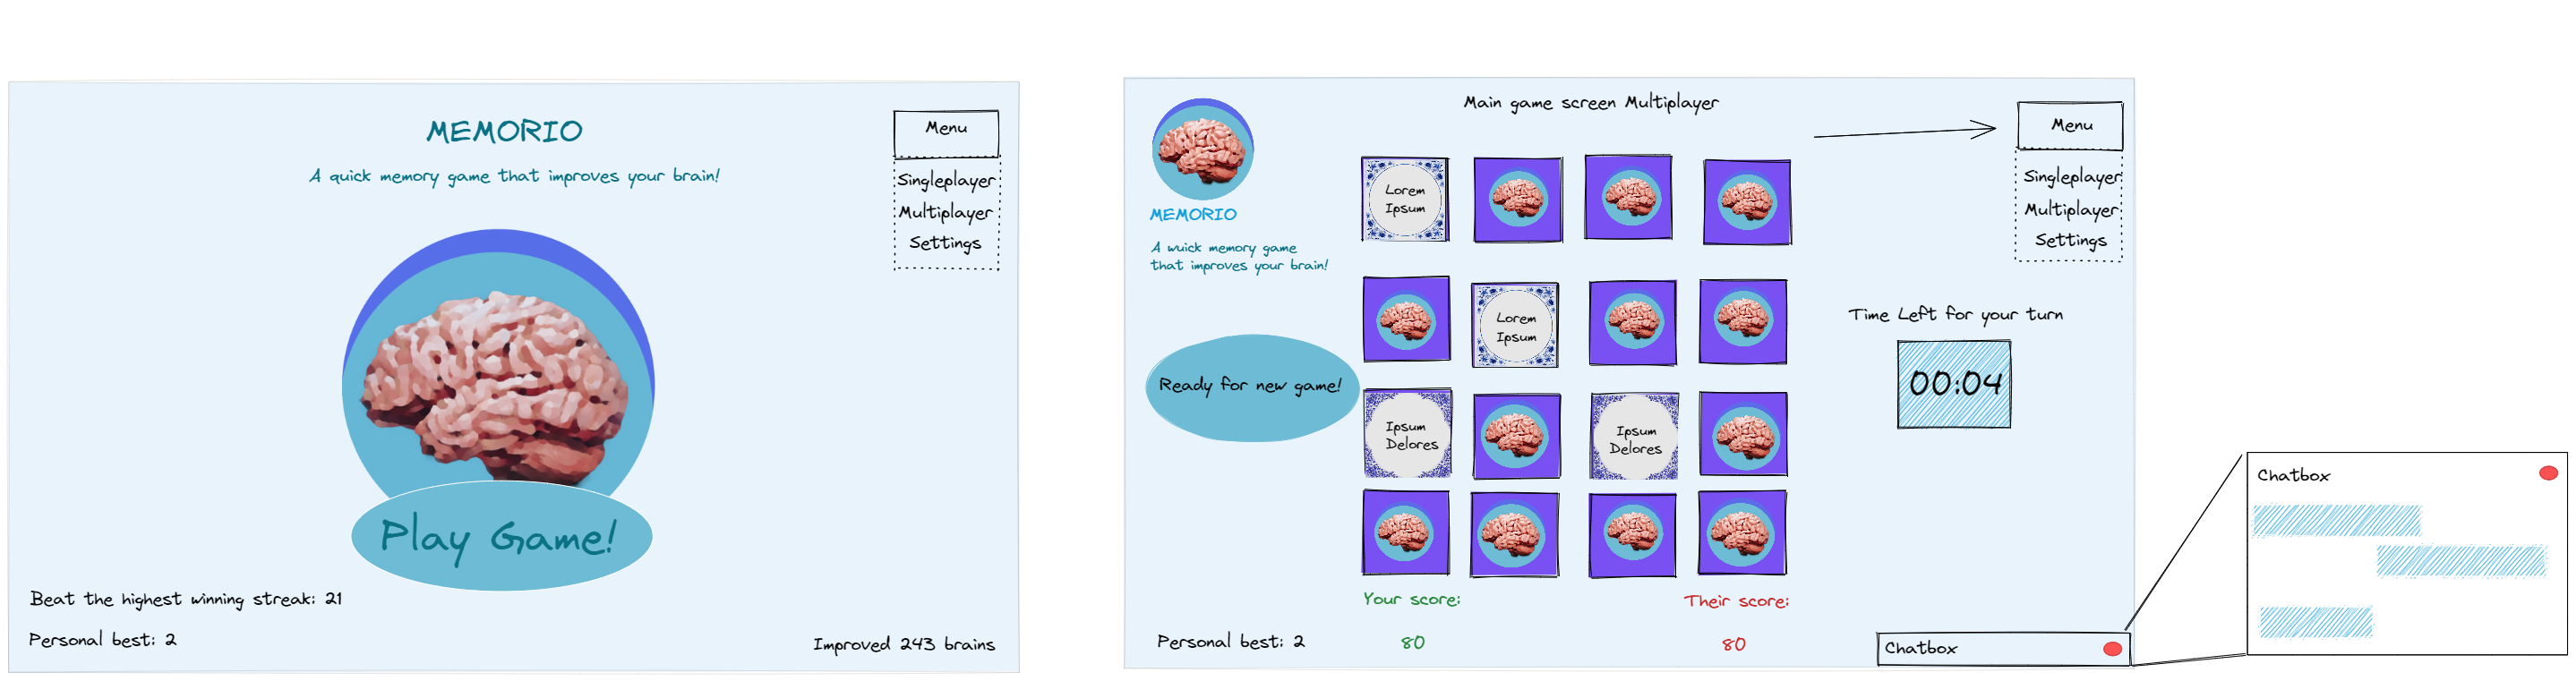 MEMORIO
A quick memory game that improves your brain!
Menu
Singleplayer
Multiplayer
Settings
Play Game!
Beat the highest winning streak: 21
Personal best: 2
Improved 243 brains
Main game screen Multiplayer
MEMORIO
A wuick memory game
that improves your brain!
Menu
Singleplayer
Multiplayer
Settings
Lorem
Ipsum
Lorem
Ipsum
Ready for new game!
Ipsum
Delores
Ipsum
Delores
Time Left for your turn
00:04
Your score:
Their score:
Personal best: 2
80
80
Chatbox
Chatbox